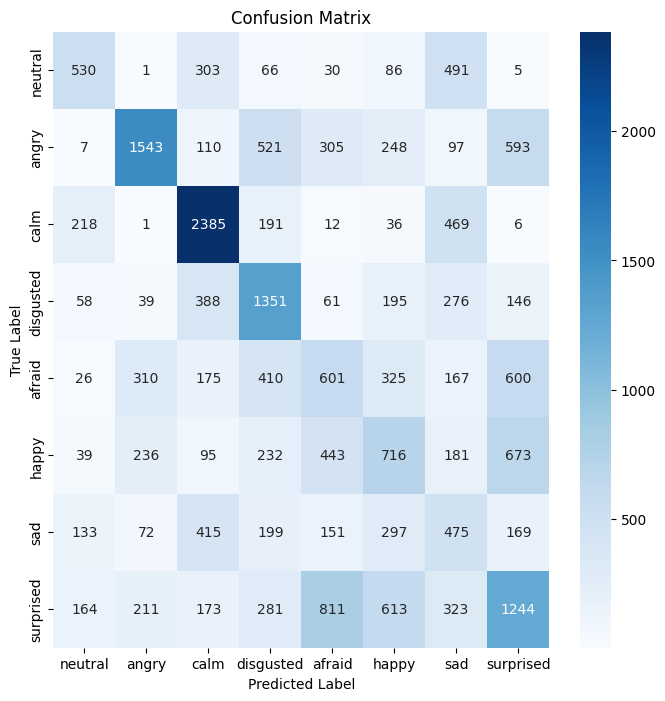 Confusion Matrix
True Label
neutral 530 1 303 66 30 86 491 5
angry 7 1543 110 521 305 248 97 593
calm 218 1 2385 191 12 36 469 6
disgusted 58 39 388 1351 61 195 276 146
afraid 26 310 175 410 601 325 167 600
happy 39 236 95 232 443 716 181 673
sad 133 72 415 199 151 297 475 169
surprised 164 211 173 281 811 613 323 1244
neutral angry calm disgusted afraid happy sad surprised
Predicted Label
2000
1500
1000
500